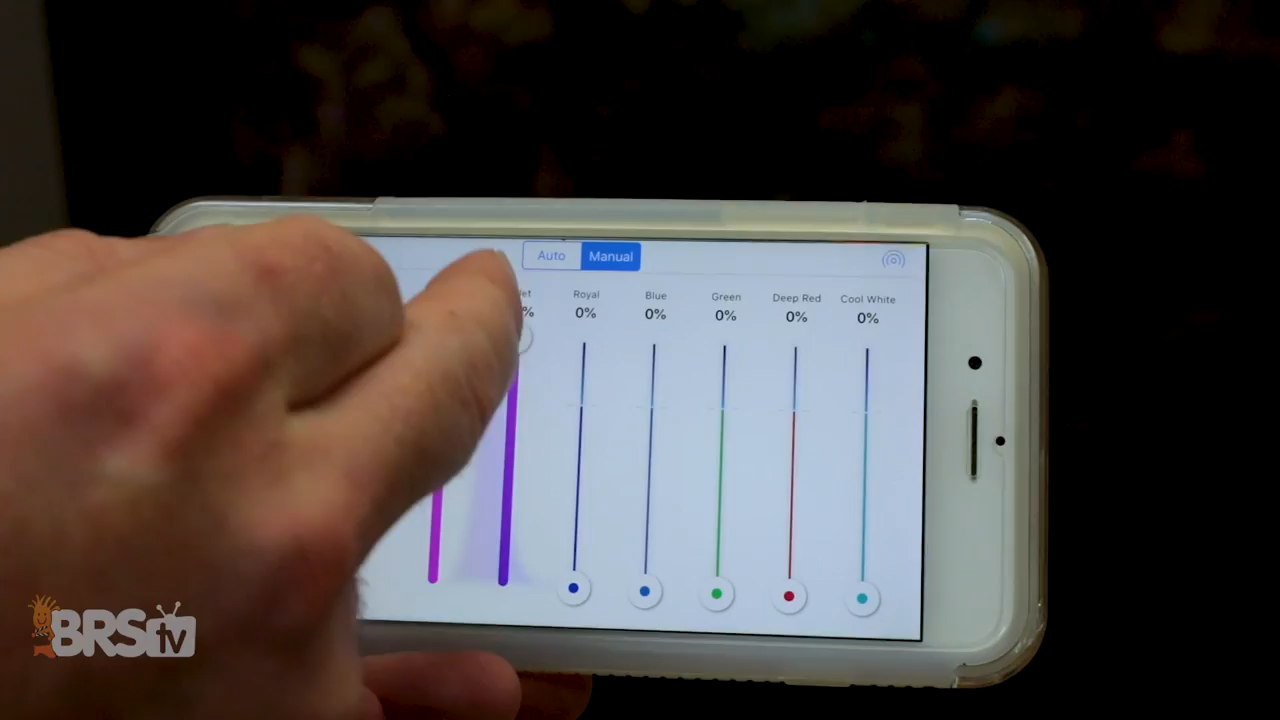 Auto Manual
Royal Blue Green Deep Red Cool White
% 0% 0% 0% 0% 0%
BRStv